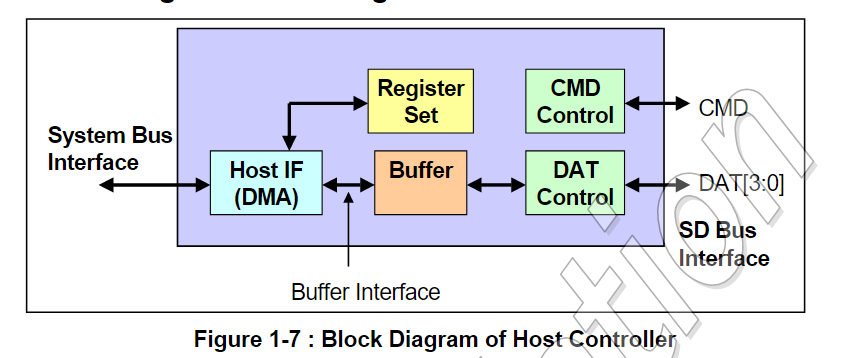 Register
Set
CMD
Control
CMD
System Bus
Interface
Host IF
(DMA)
Buffer
DAT
Control
DAT[3:0]
SD Bus
Interface
Buffer Interface
Figure 1-7 : Block Diagram of Host Controller